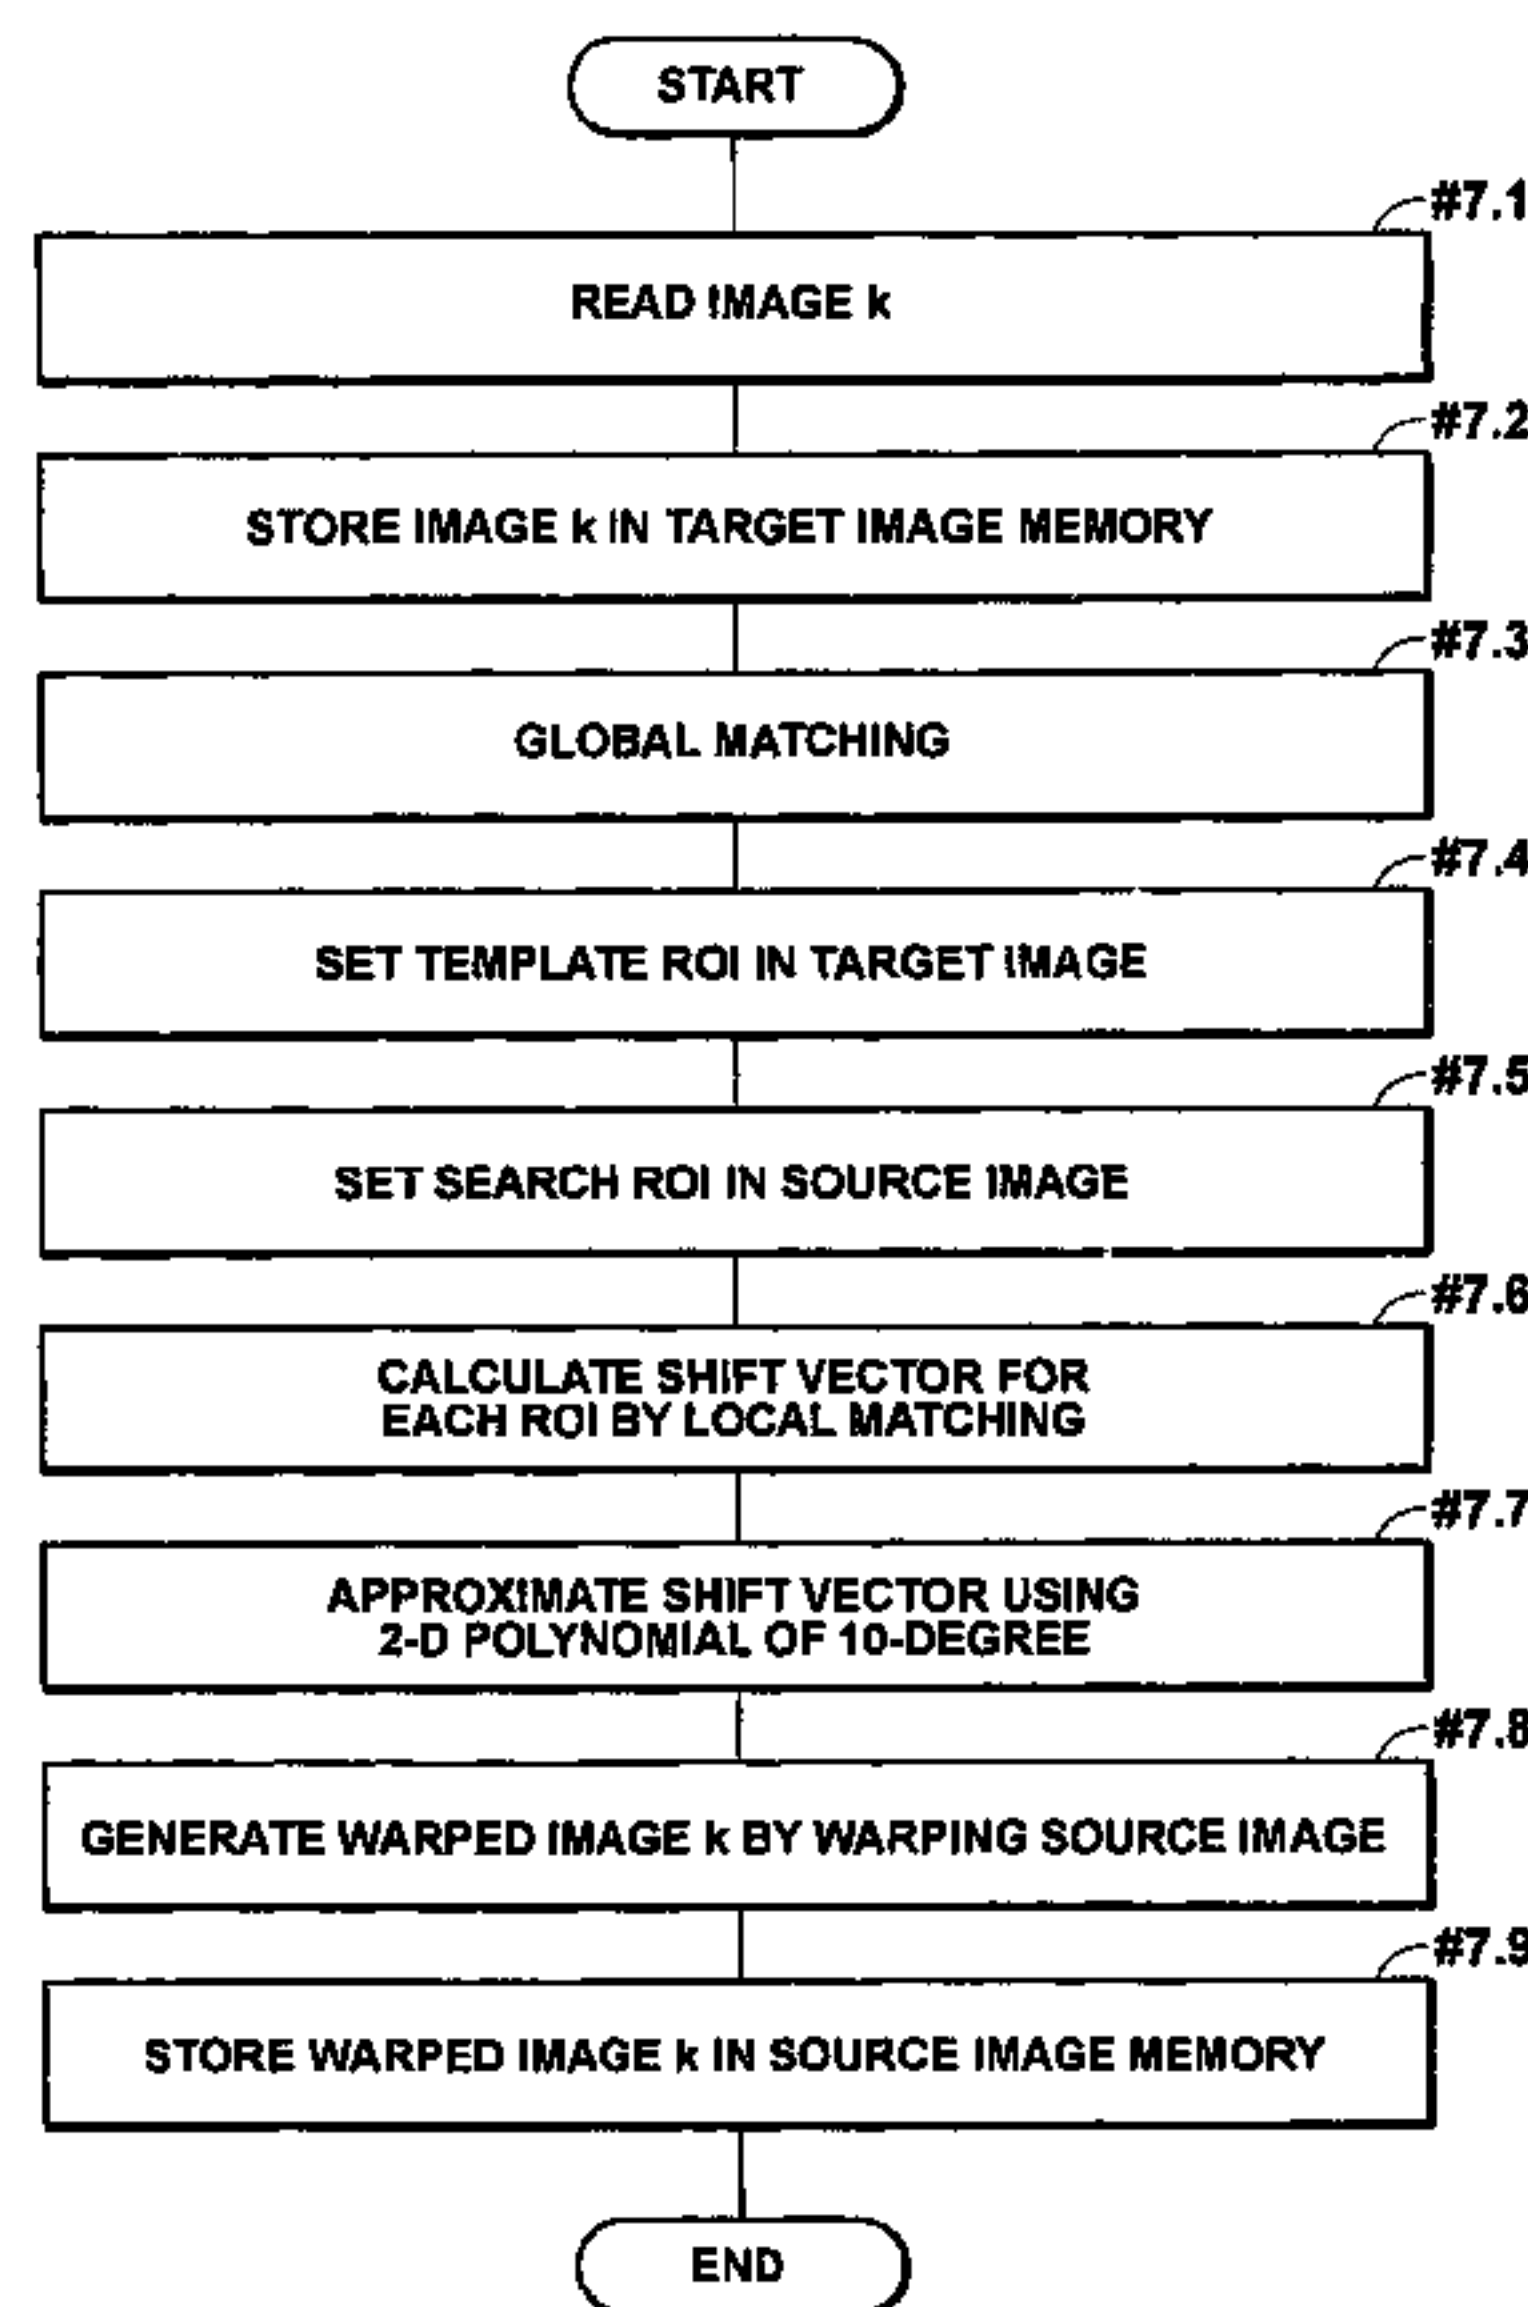 START
#7.1
READ IMAGE k
#7.2
STORE IMAGE k IN TARGET IMAGE MEMORY
#7.3
GLOBAL MATCHING
#7.4
SET TEMPLATE ROI IN TARGET IMAGE
#7.5
SET SEARCH ROI IN SOURCE IMAGE
#7.6
CALCULATE SHIFT VECTOR FOR
EACH ROI BY LOCAL MATCHING
#7.7
APPROXIMATE SHIFT VECTOR USING
2-D POLYNOMIAL OF 10-DEGREE
#7.8
GENERATE WARPED IMAGE k BY WARPING SOURCE IMAGE
#7.9
STORE WARPED IMAGE k IN SOURCE IMAGE MEMORY
END